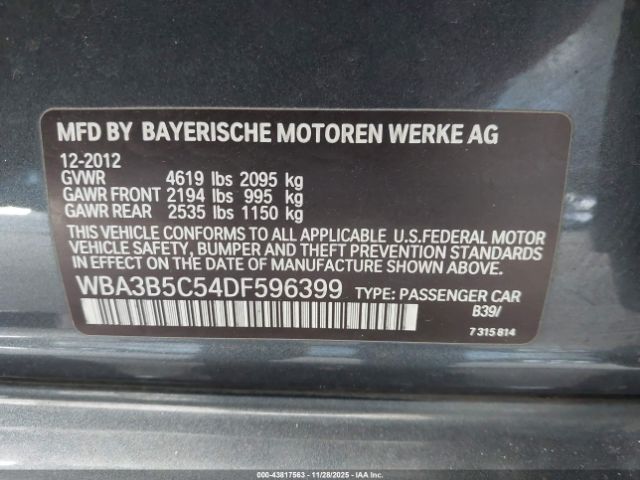 MFD BY BAYERISCHE MOTOREN WERKE AG
12-2012
GVWR 4619 lbs 2095 kg
GAWR FRONT 2194 lbs 995 kg
GAWR REAR 2535 lbs 1150 kg
THIS VEHICLE CONFORMS TO ALL APPLICABLE U.S.FEDERAL MOTOR
VEHICLE SAFETY, BUMPER AND THEFT PREVENTION STANDARDS
IN EFFECT ON THE DATE OF MANUFACTURE SHOWN ABOVE.
WBA3B5C54DF596399 TYPE: PASSENGER CAR
B39/
7 315 814
000-43817563 | 11/28/2025 - IAA, Inc.